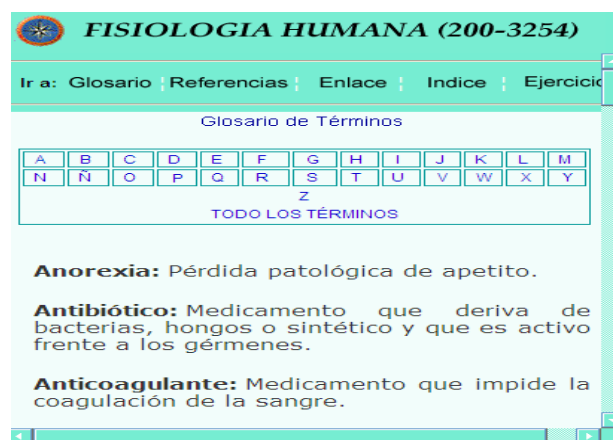 FISIOLOGIA HUMANA (200-3254)
Ir a: Glosario Referencias Enlace Indice Ejercicic
Glosario de Términos
A B C D E F G H I J K L M
N Ñ O P Q R S T U V W X Y
Z
TODO LOS TÉRMINOS
Anorexia: Pérdida patológica de apetito.
Antibiótico: Medicamento que deriva de
bacterias, hongos o sintético y que es activo
frente a los gérmenes.
Anticoagulante: Medicamento que impide la
coagulación de la sangre.